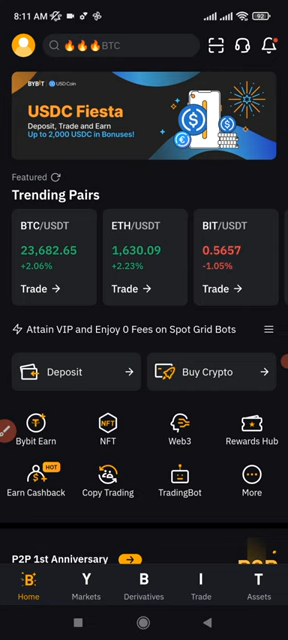 8:11 AM
92
🔥🔥🔥BTC
BYBIT USDCoin
USDC Fiesta
Deposit, Trade and Earn
Up to 2,000 USDC in Bonuses!
Featured
Trending Pairs
BTC/USDT ETH/USDT BIT/USDT
23,682.65 1,630.09 0.5657
+2.06% +2.23% -1.05%
Trade → Trade → Trade →
Attain VIP and Enjoy 0 Fees on Spot Grid Bots
Deposit → Buy Crypto →
NFT
Bybit Earn NFT Web3 Rewards Hub
HOT
Earn Cashback Copy Trading TradingBot More
P2P 1st Anniversary →
B Y B I T
Home Markets Derivatives Trade Assets